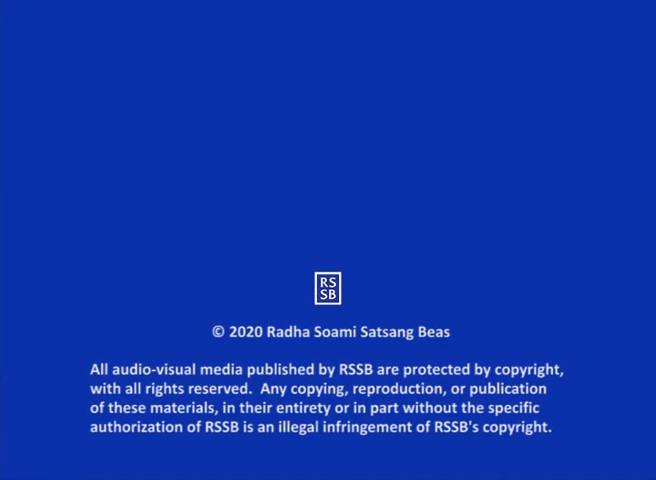 RS
SB
© 2020 Radha Soami Satsang Beas
All audio-visual media published by RSSB are protected by copyright,
with all rights reserved.  Any copying, reproduction, or publication
of these materials, in their entirety or in part without the specific
authorization of RSSB is an illegal infringement of RSSB's copyright.